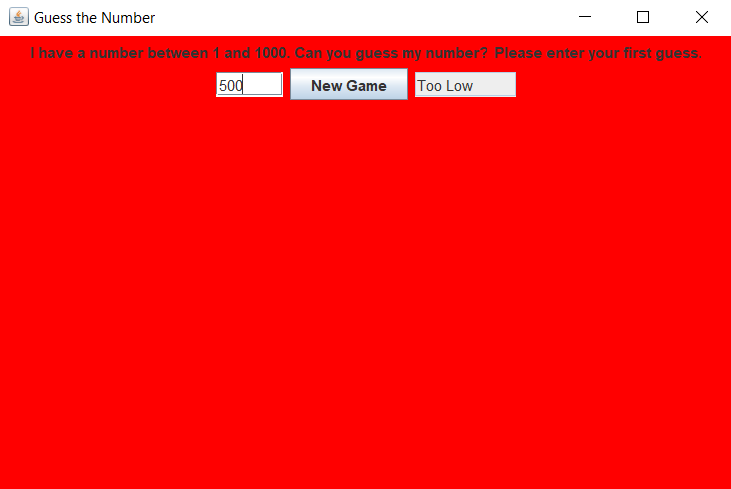 Guess the Number
I have a number between 1 and 1000. Can you guess my number? Please enter your first guess.
500 New Game Too Low